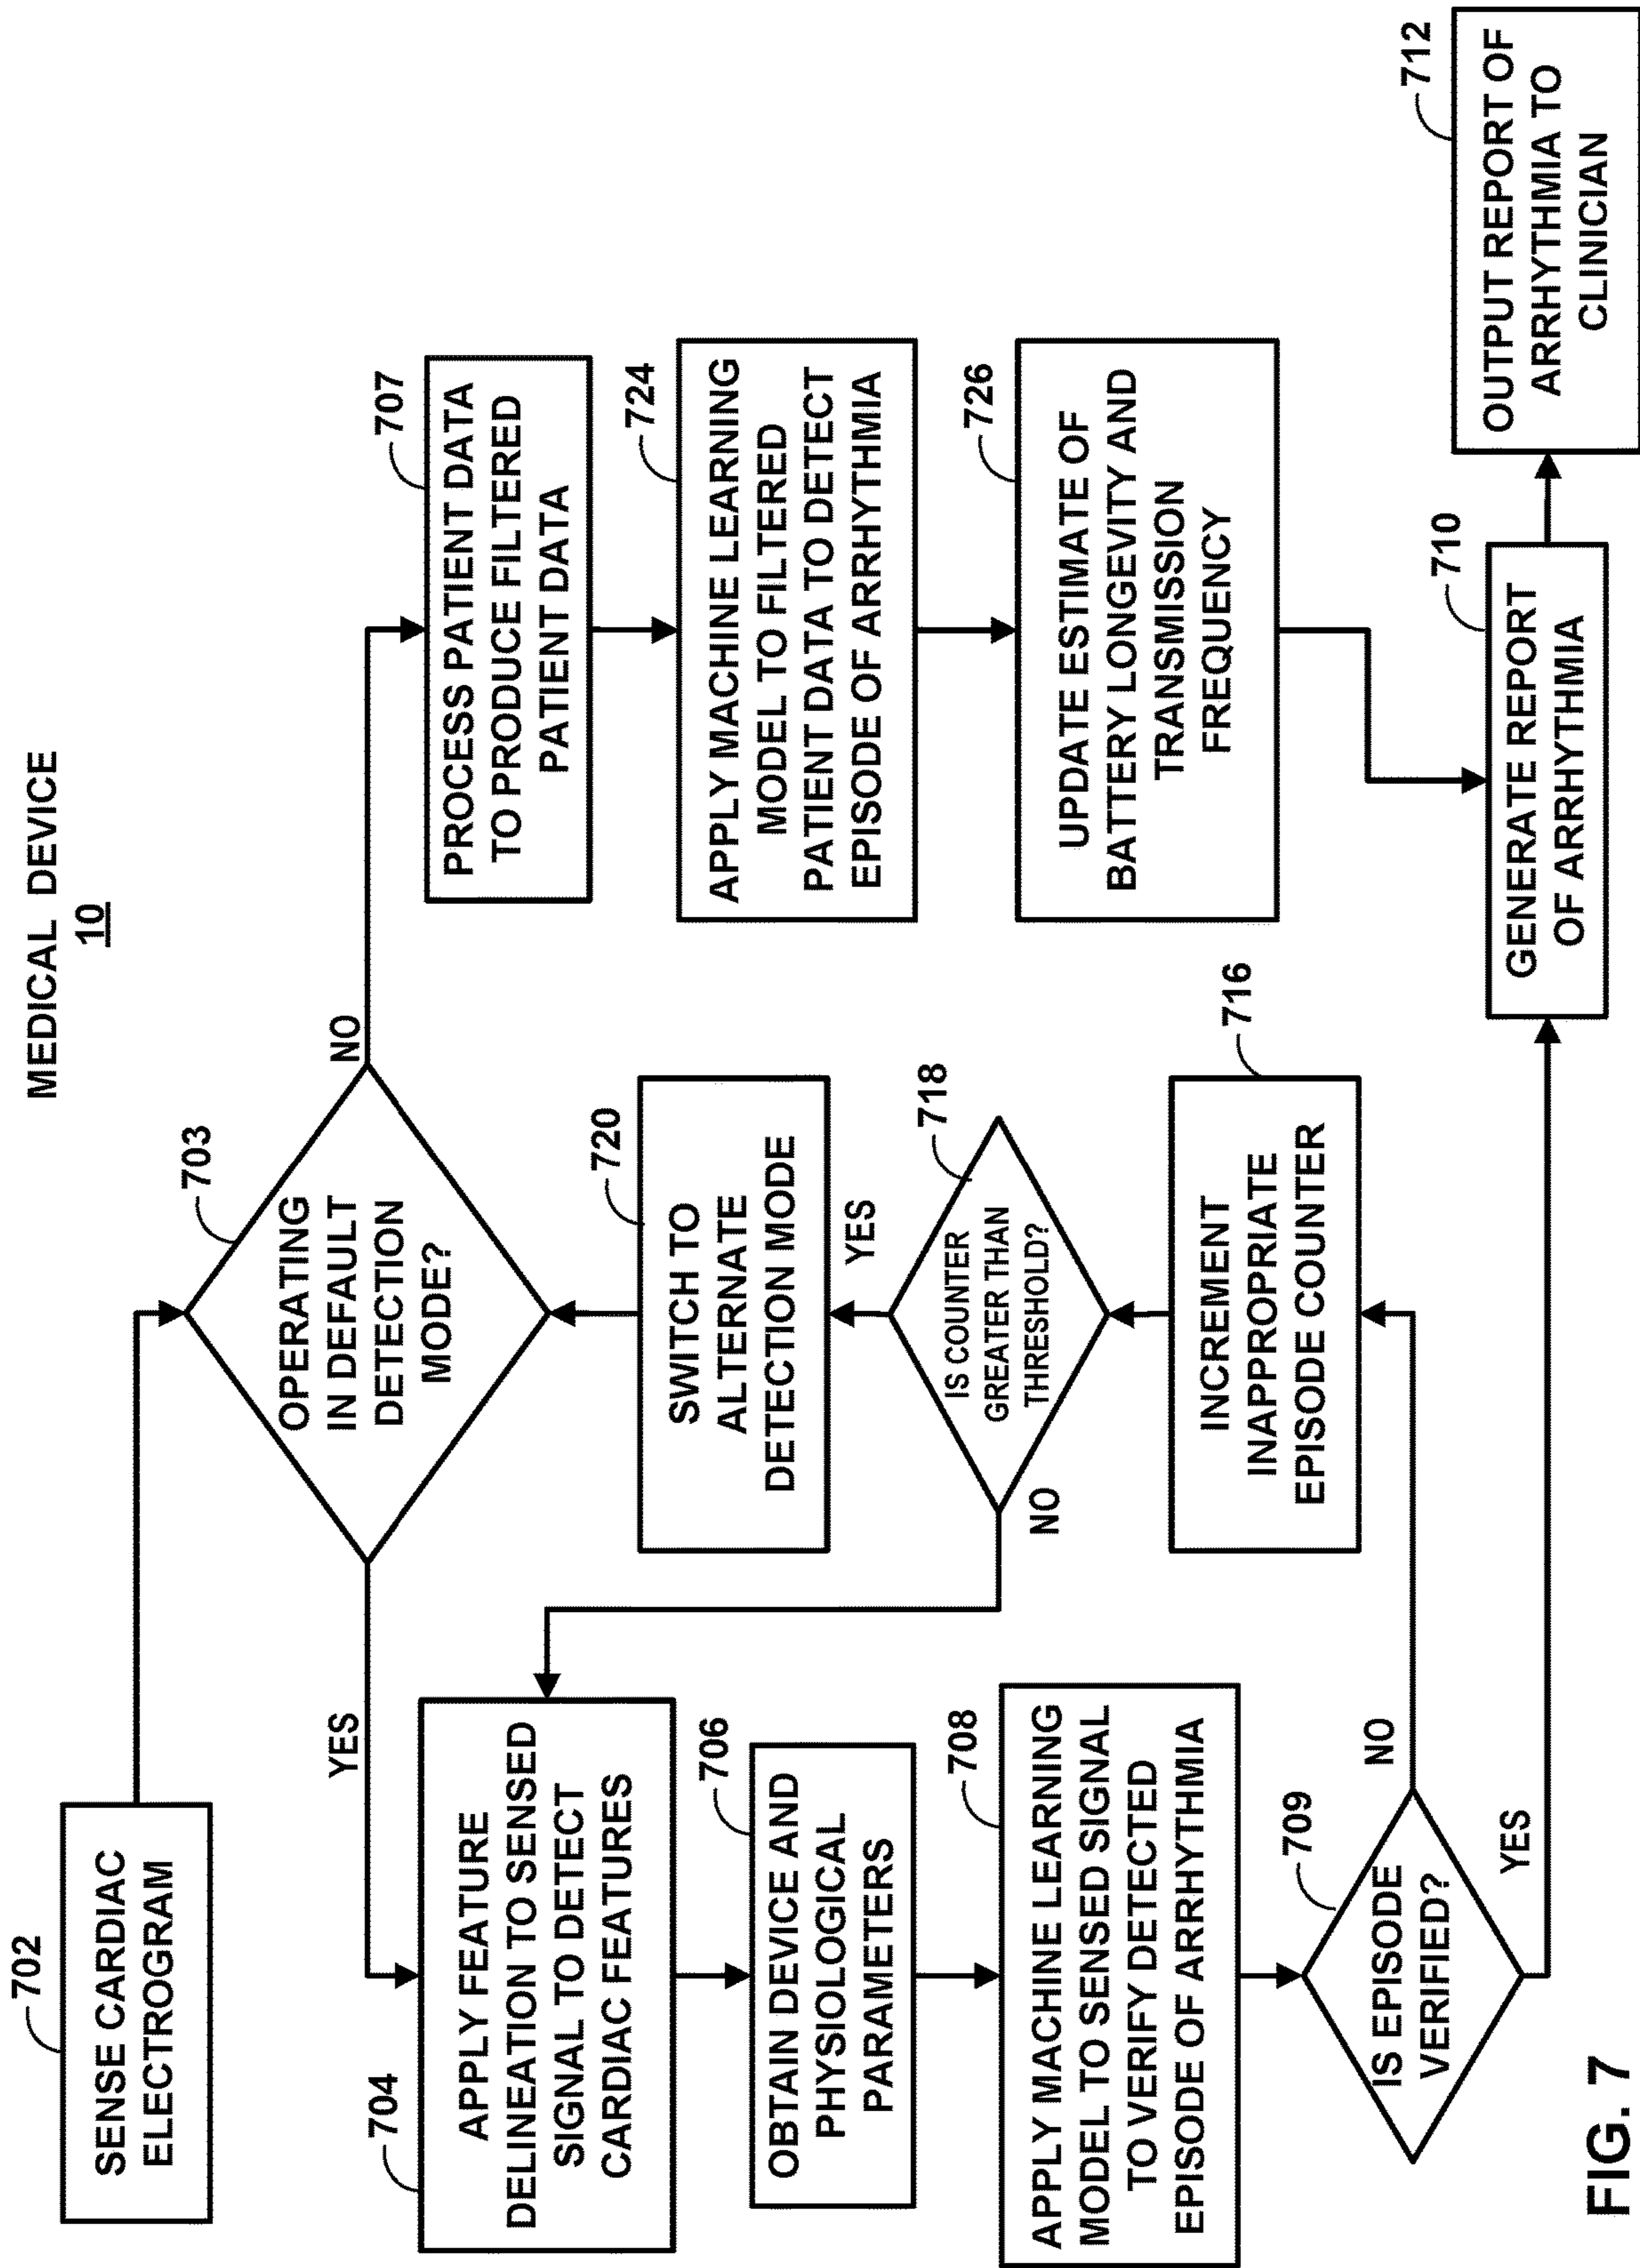 MEDICAL DEVICE
10
702
SENSE CARDIAC
ELECTROGRAM
703
OPERATING
IN DEFAULT
DETECTION
MODE?
YES
NO
704
APPLY FEATURE
DELINEATION TO SENSED
SIGNAL TO DETECT
CARDIAC FEATURES
706
OBTAIN DEVICE AND
PHYSIOLOGICAL
PARAMETERS
708
APPLY MACHINE LEARNING
MODEL TO SENSED SIGNAL
TO VERIFY DETECTED
EPISODE OF ARRHYTHMIA
709
IS EPISODE
VERIFIED?
NO
YES
720
SWITCH TO
ALTERNATE
DETECTION MODE
YES
718
IS COUNTER
GREATER THAN
THRESHOLD?
NO
716
INCREMENT
INAPPROPRIATE
EPISODE COUNTER
707
PROCESS PATIENT DATA
TO PRODUCE FILTERED
PATIENT DATA
724
APPLY MACHINE LEARNING
MODEL TO FILTERED
PATIENT DATA TO DETECT
EPISODE OF ARRHYTHMIA
726
UPDATE ESTIMATE OF
BATTERY LONGEVITY AND
TRANSMISSION
FREQUENCY
710
GENERATE REPORT
OF ARRHYTHMIA
712
OUTPUT REPORT OF
ARRHYTHMIA TO
CLINICIAN
FIG. 7